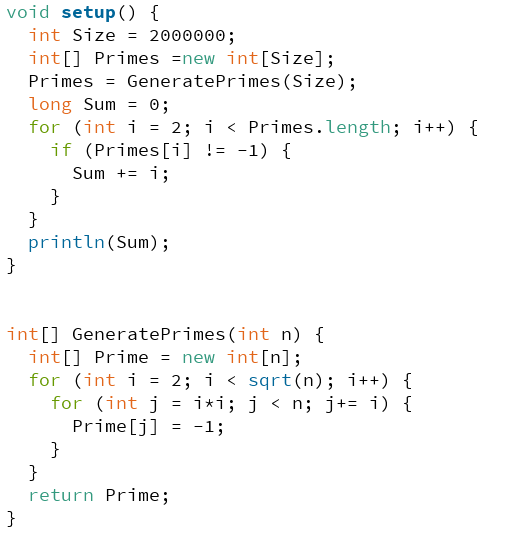 void setup() {
  int Size = 2000000;
  int[] Primes =new int[Size];
  Primes = GeneratePrimes(Size);
  long Sum = 0;
  for (int i = 2; i < Primes.length; i++) {
    if (Primes[i] != -1) {
      Sum += i;
    }
  }
  println(Sum);
}


int[] GeneratePrimes(int n) {
  int[] Prime = new int[n];
  for (int i = 2; i < sqrt(n); i++) {
    for (int j = i*i; j < n; j+= i) {
      Prime[j] = -1;
    }
  }
  return Prime;
}